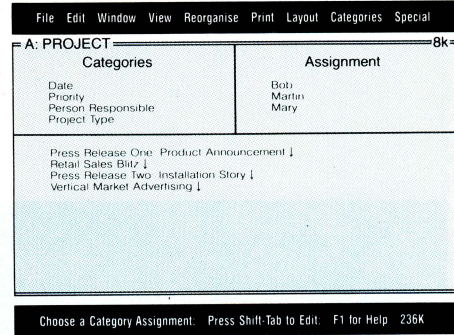 File Edit Window View Reorganise Print Layout Categories Special
A: PROJECT 8k
Categories
Date
Priority
Person Responsible
Project Type
Assignment
Bob
Martin
Mary
Press Release One Product Announcement ↓
Retail Sales Blitz ↓
Press Release Two Installation Story ↓
Vertical Market Advertising ↓
Choose a Category Assignment: Press Shift-Tab to Edit: F1 for Help 236K